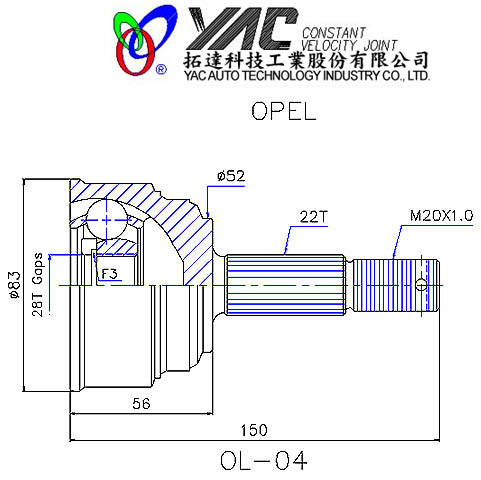 YAC CONSTANT
VELOCITY JOINT
®
拓達科技工業股份有限公司
YAC AUTO TECHNOLOGY INDUSTRY CO., LTD.
OPEL
ø52
22T
M20X1.0
ø83
28T Gaps
F3
56
150
OL-04